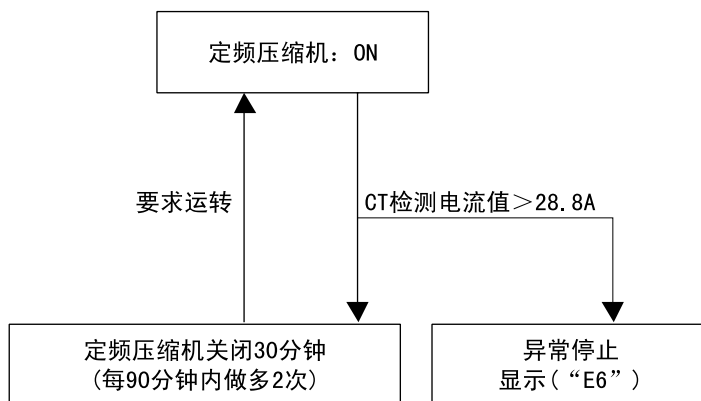 定频压缩机：ON
要求运转
CT检测电流值＞28.8A
定频压缩机关闭30分钟
(每90分钟内做多2次)
异常停止
显示(“E6”)